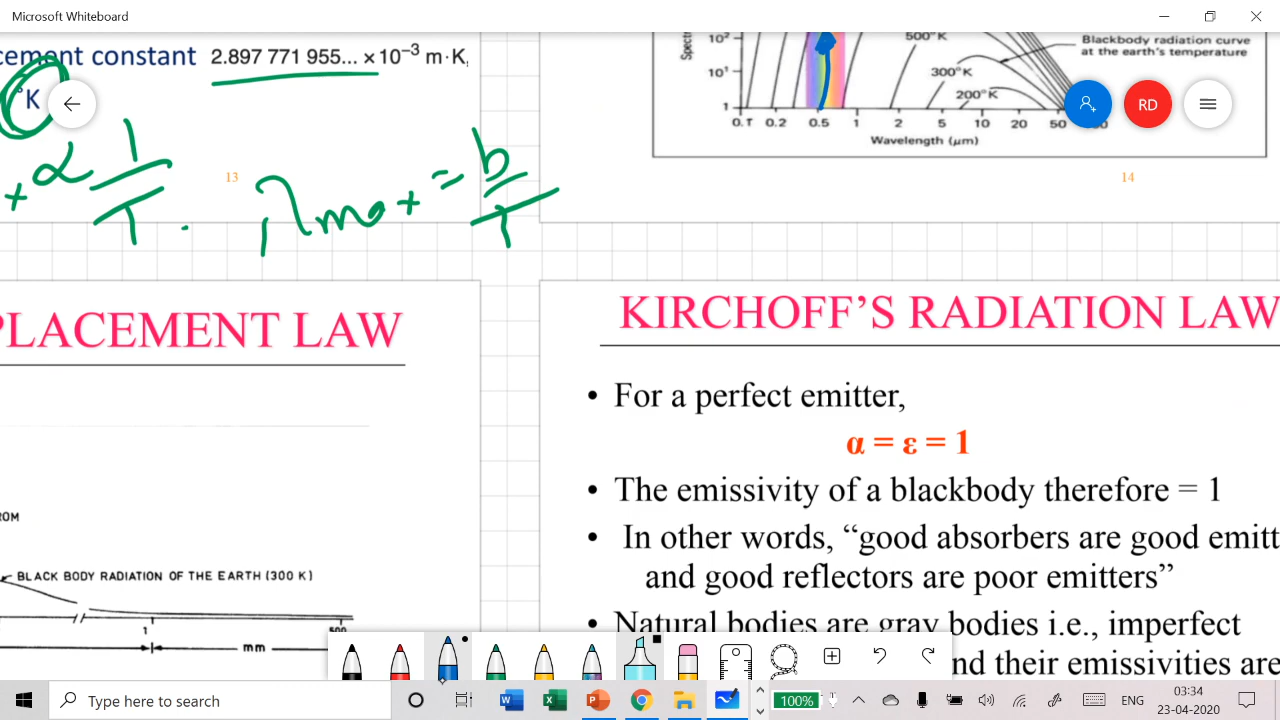 Microsoft Whiteboard
cement constant 2.897 771 955... ×10⁻³ m·K,
°K
x α 1/T.
λmax = b/T
13
Spect
10²
10¹
1
500°K
300°K
200°K
Blackbody radiation curve
at the earth's temperature
0.1 0.2 0.5 1 2 5 10 20 50
Wavelength (μm)
14
RD
PLACEMENT LAW
ROM
BLACK BODY RADIATION OF THE EARTH (300 K)
1 500
mm
KIRCHOFF'S RADIATION LAW
• For a perfect emitter,
α = ε = 1
• The emissivity of a blackbody therefore = 1
• In other words, “good absorbers are good emitt
and good reflectors are poor emitters”
• Natural bodies are gray bodies i.e., imperfect
nd their emissivities are
Type here to search
100%
ENG
03:34
23-04-2020